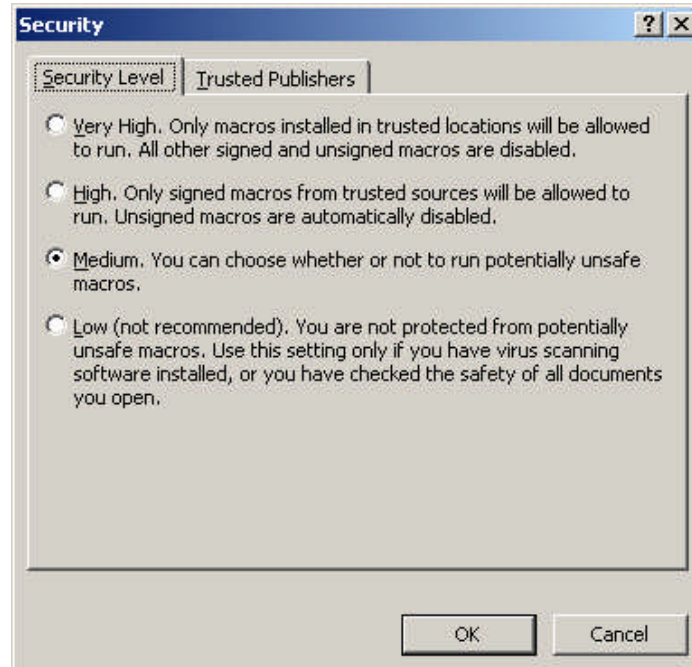 Security
Security Level
Trusted Publishers
Very High. Only macros installed in trusted locations will be allowed
to run. All other signed and unsigned macros are disabled.
High. Only signed macros from trusted sources will be allowed to
run. Unsigned macros are automatically disabled.
Medium. You can choose whether or not to run potentially unsafe
macros.
Low (not recommended). You are not protected from potentially
unsafe macros. Use this setting only if you have virus scanning
software installed, or you have checked the safety of all documents
you open.
OK
Cancel